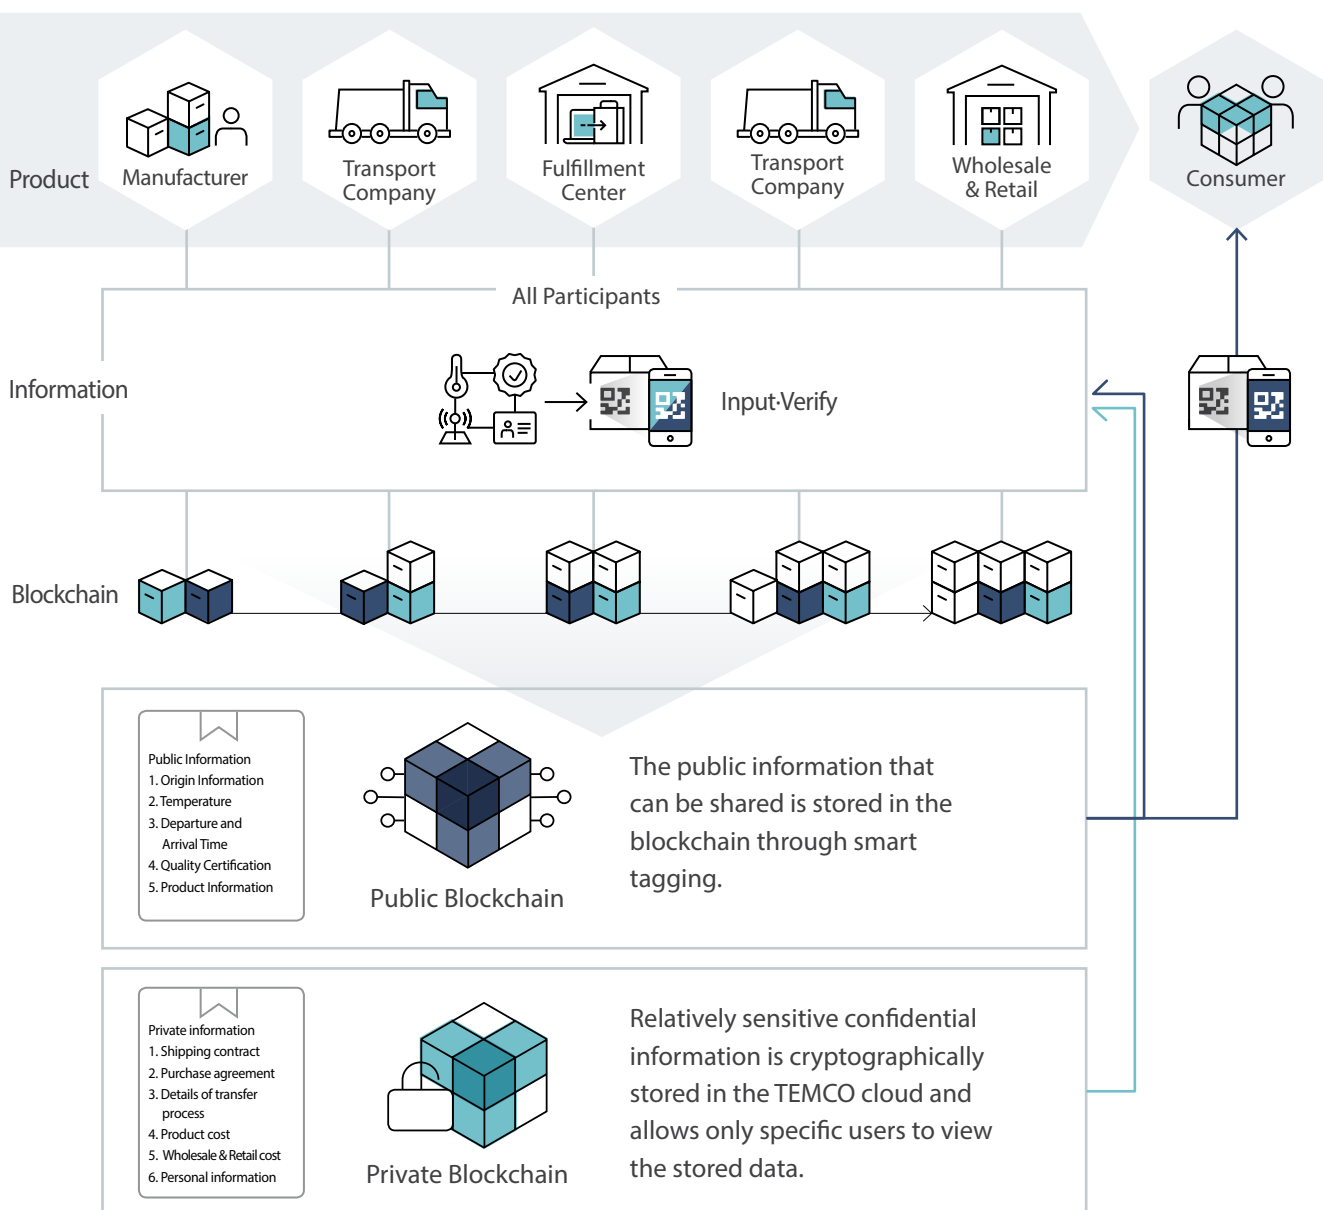 Product
Manufacturer
Transport
Company
Fulfillment
Center
Transport
Company
Wholesale
& Retail
Consumer
All Participants
Information
Input·Verify
Blockchain
Public Information
1. Origin Information
2. Temperature
3. Departure and
Arrival Time
4. Quality Certification
5. Product Information
Public Blockchain
The public information that
can be shared is stored in the
blockchain through smart
tagging.
Private information
1. Shipping contract
2. Purchase agreement
3. Details of transfer
process
4. Product cost
5. Wholesale & Retail cost
6. Personal information
Private Blockchain
Relatively sensitive confidential
information is cryptographically
stored in the TEMCO cloud and
allows only specific users to view
the stored data.